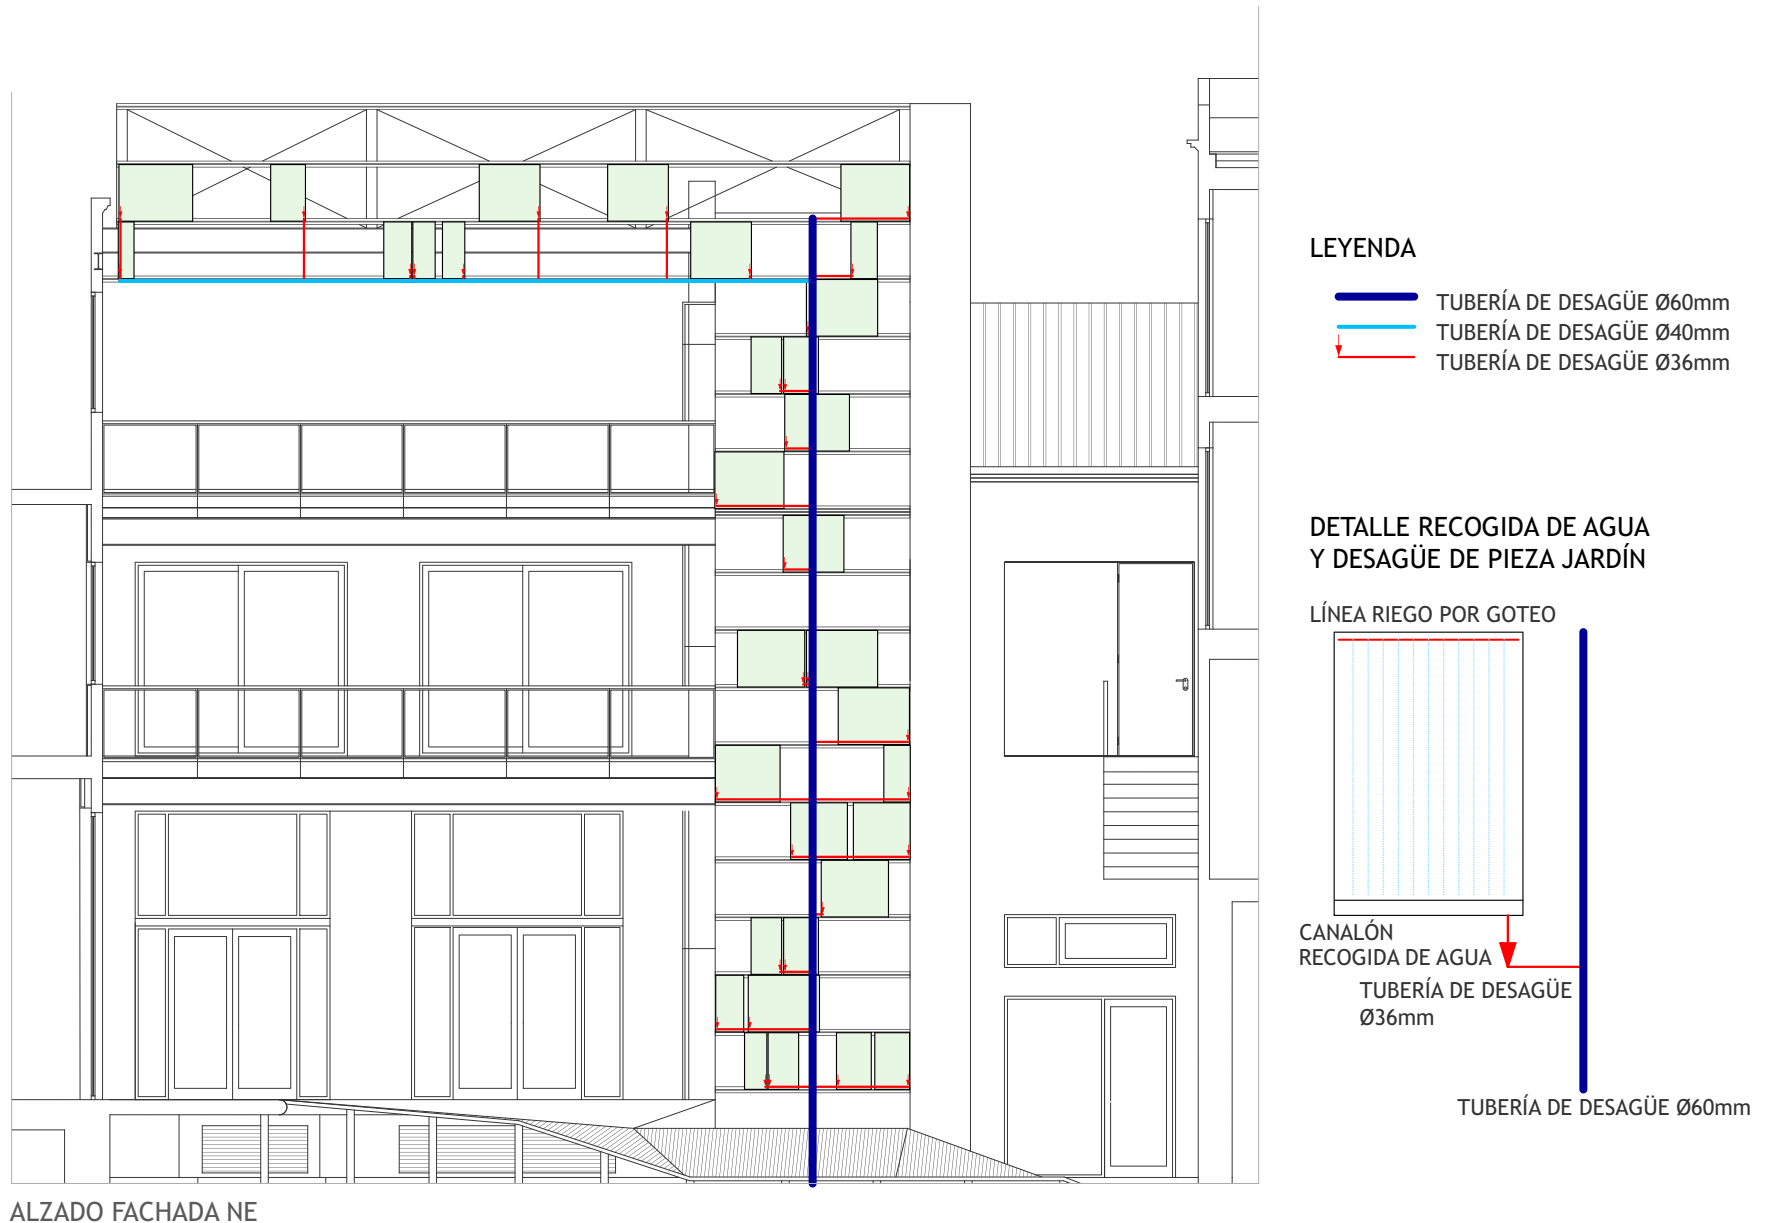 LEYENDA
TUBERÍA DE DESAGÜE Ø60mm
TUBERÍA DE DESAGÜE Ø40mm
TUBERÍA DE DESAGÜE Ø36mm
DETALLE RECOGIDA DE AGUA
Y DESAGÜE DE PIEZA JARDÍN
LÍNEA RIEGO POR GOTEO
CANALÓN
RECOGIDA DE AGUA
TUBERÍA DE DESAGÜE
Ø36mm
TUBERÍA DE DESAGÜE Ø60mm
ALZADO FACHADA NE